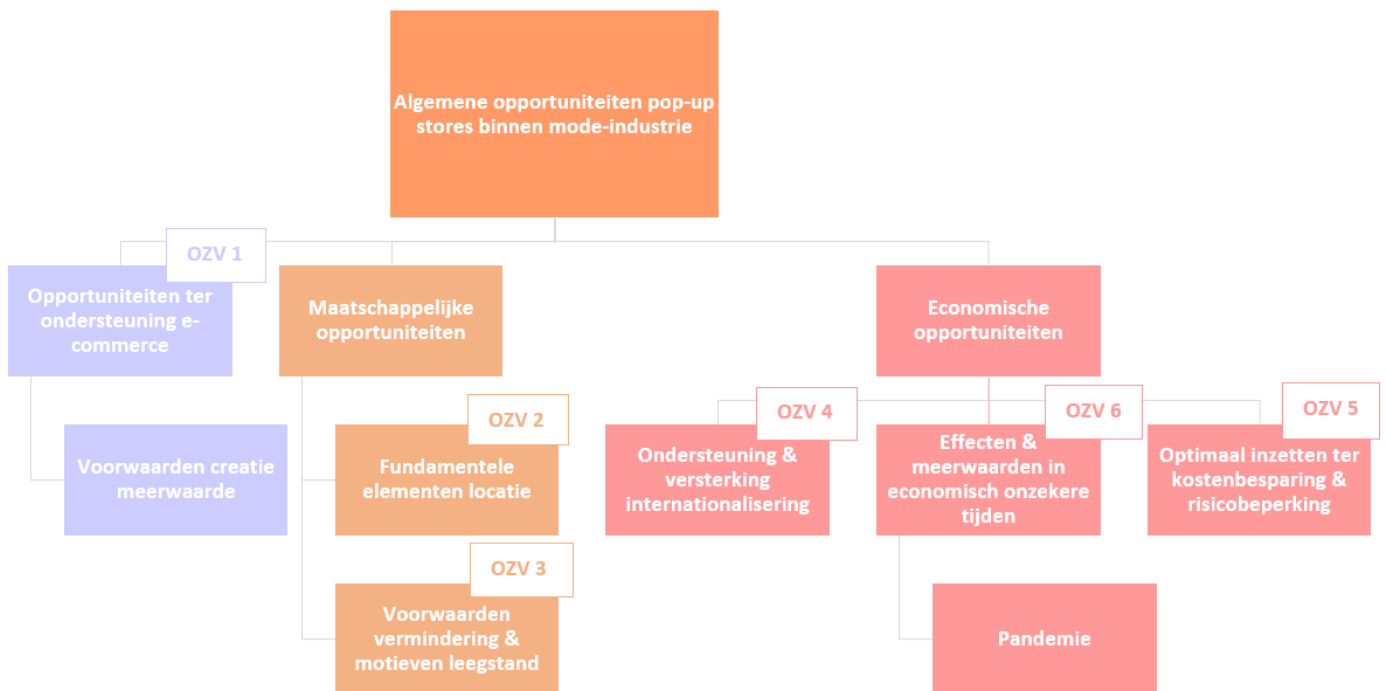 Algemene opportuniteiten pop-up
stores binnen mode-industrie
OZV 1
Opportuniteiten ter
ondersteuning e-
commerce
Voorwaarden creatie
meerwaarde
Maatschappelijke
opportuniteiten
OZV 2
Fundamentele
elementen locatie
OZV 3
Voorwaarden
vermindering &
motieven leegstand
Economische
opportuniteiten
OZV 4
Ondersteuning &
versterking
internationalisering
OZV 6
Effecten &
meerwaarden in
economisch onzekere
tijden
Pandemie
OZV 5
Optimaal inzetten ter
kostenbesparing &
risicobeperking